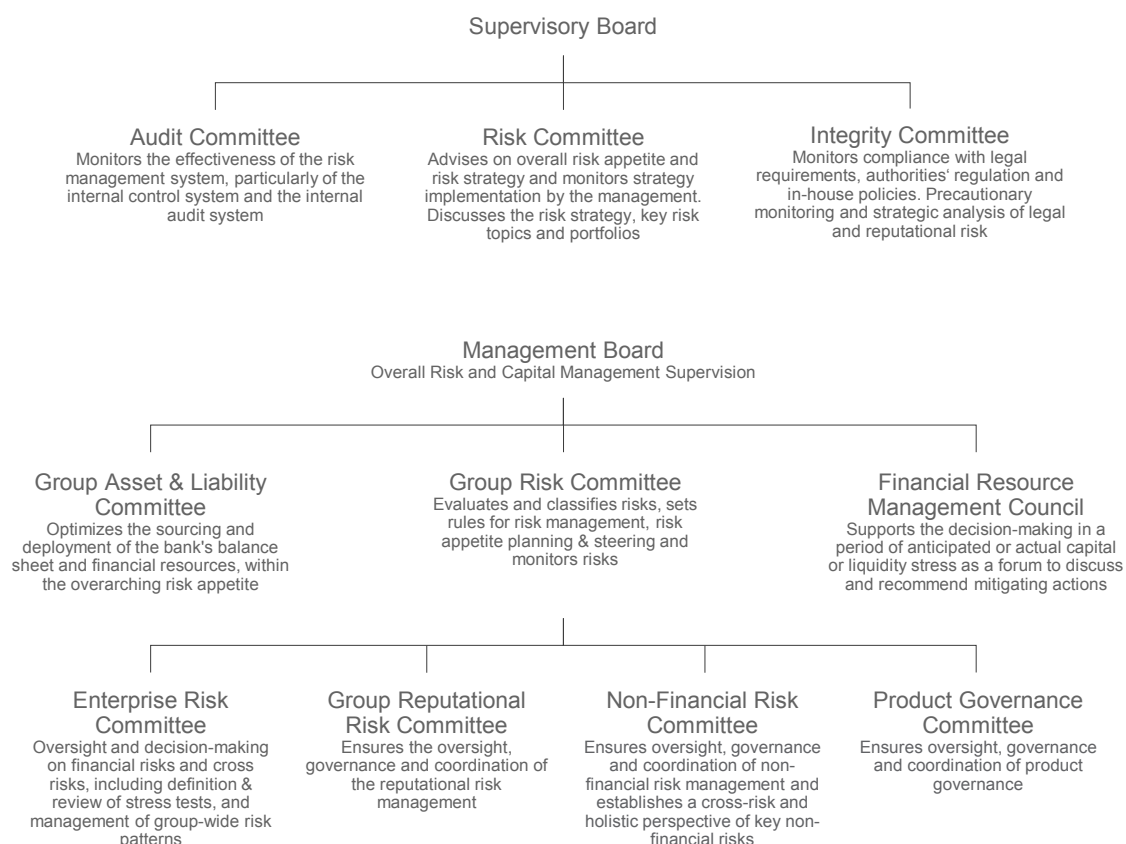 Supervisory Board
Audit Committee
Monitors the effectiveness of the risk
management system, particularly of the
internal control system and the internal
audit system
Risk Committee
Advises on overall risk appetite and
risk strategy and monitors strategy
implementation by the management.
Discusses the risk strategy, key risk
topics and portfolios
Integrity Committee
Monitors compliance with legal
requirements, authorities‘ regulation and
in-house policies. Precautionary
monitoring and strategic analysis of legal
and reputational risk
Management Board
Overall Risk and Capital Management Supervision
Group Asset & Liability
Committee
Optimizes the sourcing and
deployment of the bank's balance
sheet and financial resources, within
the overarching risk appetite
Group Risk Committee
Evaluates and classifies risks, sets
rules for risk management, risk
appetite planning & steering and
monitors risks
Financial Resource
Management Council
Supports the decision-making in a
period of anticipated or actual capital
or liquidity stress as a forum to discuss
and recommend mitigating actions
Enterprise Risk
Committee
Oversight and decision-making
on financial risks and cross
risks, including definition &
review of stress tests, and
management of group-wide risk
patterns
Group Reputational
Risk Committee
Ensures the oversight,
governance and coordination of
the reputational risk
management
Non-Financial Risk
Committee
Ensures oversight, governance
and coordination of non-
financial risk management and
establishes a cross-risk and
holistic perspective of key non-
financial risks
Product Governance
Committee
Ensures oversight, governance
and coordination of product
governance